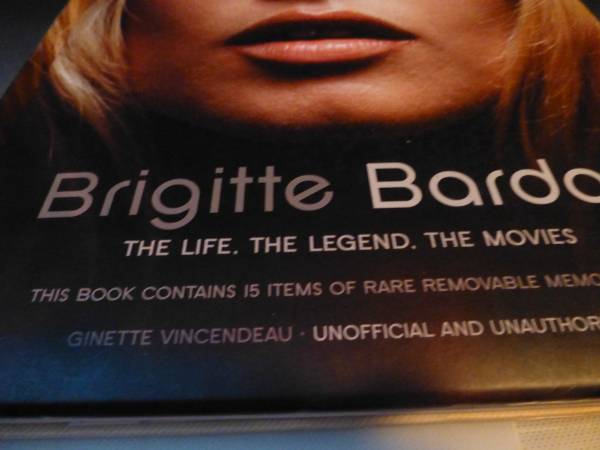 Brigitte Bardo
THE LIFE. THE LEGEND. THE MOVIES
THIS BOOK CONTAINS 15 ITEMS OF RARE REMOVABLE MEMO
GINETTE VINCENDEAU · UNOFFICIAL AND UNAUTHOR